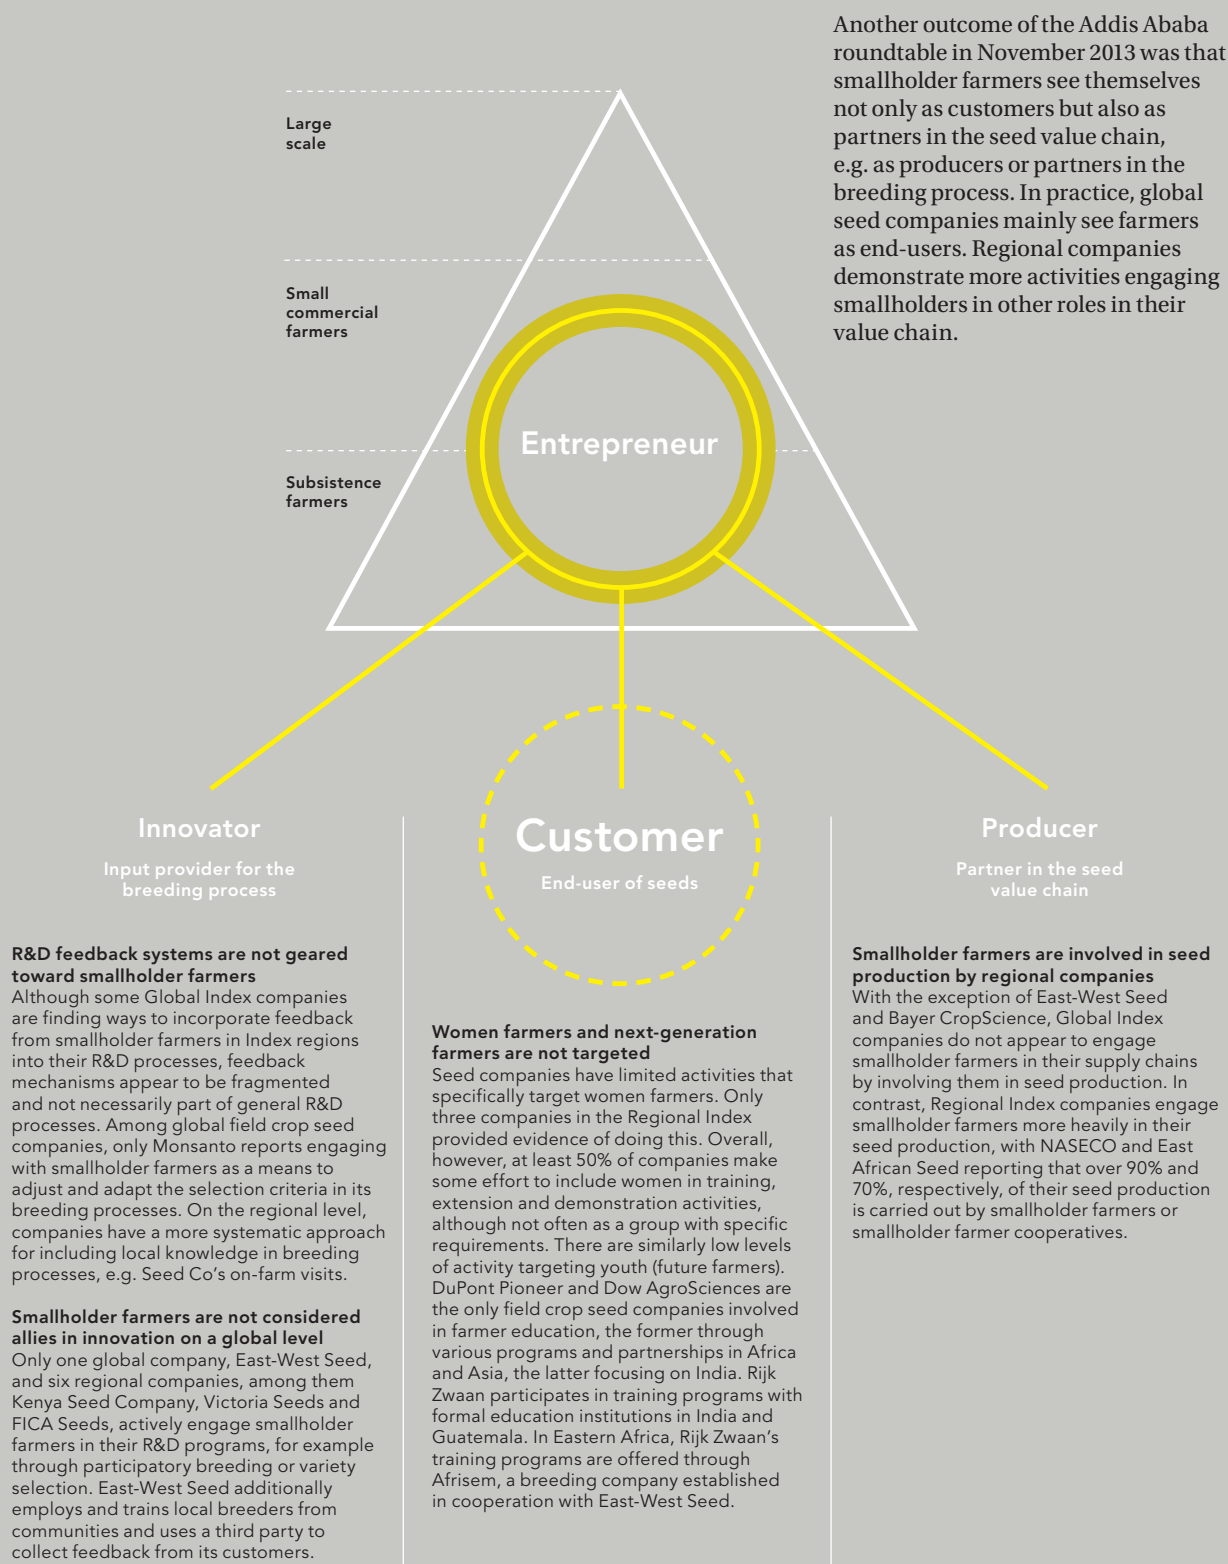 Another outcome of the Addis Ababa
roundtable in November 2013 was that
smallholder farmers see themselves
not only as customers but also as
partners in the seed value chain,
e.g. as producers or partners in the
breeding process. In practice, global
seed companies mainly see farmers
as end-users. Regional companies
demonstrate more activities engaging
smallholders in other roles in their
value chain.
Large
scale
Small
commercial
farmers
Entrepreneur
Subsistence
farmers
Innovator
Input provider for the
breeding process
R&D feedback systems are not geared
toward smallholder farmers
Although some Global Index companies
are finding ways to incorporate feedback
from smallholder farmers in Index regions
into their R&D processes, feedback
mechanisms appear to be fragmented
and not necessarily part of general R&D
processes. Among global field crop seed
companies, only Monsanto reports engaging
with smallholder farmers as a means to
adjust and adapt the selection criteria in its
breeding processes. On the regional level,
companies have a more systematic approach
for including local knowledge in breeding
processes, e.g. Seed Co's on-farm visits.
Smallholder farmers are not considered
allies in innovation on a global level
Only one global company, East-West Seed,
and six regional companies, among them
Kenya Seed Company, Victoria Seeds and
FICA Seeds, actively engage smallholder
farmers in their R&D programs, for example
through participatory breeding or variety
selection. East-West Seed additionally
employs and trains local breeders from
communities and uses a third party to
collect feedback from its customers.
Customer
End-user of seeds
Women farmers and next-generation
farmers are not targeted
Seed companies have limited activities that
specifically target women farmers. Only
three companies in the Regional Index
provided evidence of doing this. Overall,
however, at least 50% of companies make
some effort to include women in training,
extension and demonstration activities,
although not often as a group with specific
requirements. There are similarly low levels
of activity targeting youth (future farmers).
DuPont Pioneer and Dow AgroSciences are
the only field crop seed companies involved
in farmer education, the former through
various programs and partnerships in Africa
and Asia, the latter focusing on India. Rijk
Zwaan participates in training programs with
formal education institutions in India and
Guatemala. In Eastern Africa, Rijk Zwaan's
training programs are offered through
Afrisem, a breeding company established
in cooperation with East-West Seed.
Producer
Partner in the seed
value chain
Smallholder farmers are involved in seed
production by regional companies
With the exception of East-West Seed
and Bayer CropScience, Global Index
companies do not appear to engage
smallholder farmers in their supply chains
by involving them in seed production. In
contrast, Regional Index companies engage
smallholder farmers more heavily in their
seed production, with NASECO and East
African Seed reporting that over 90% and
70%, respectively, of their seed production
is carried out by smallholder farmers or
smallholder farmer cooperatives.